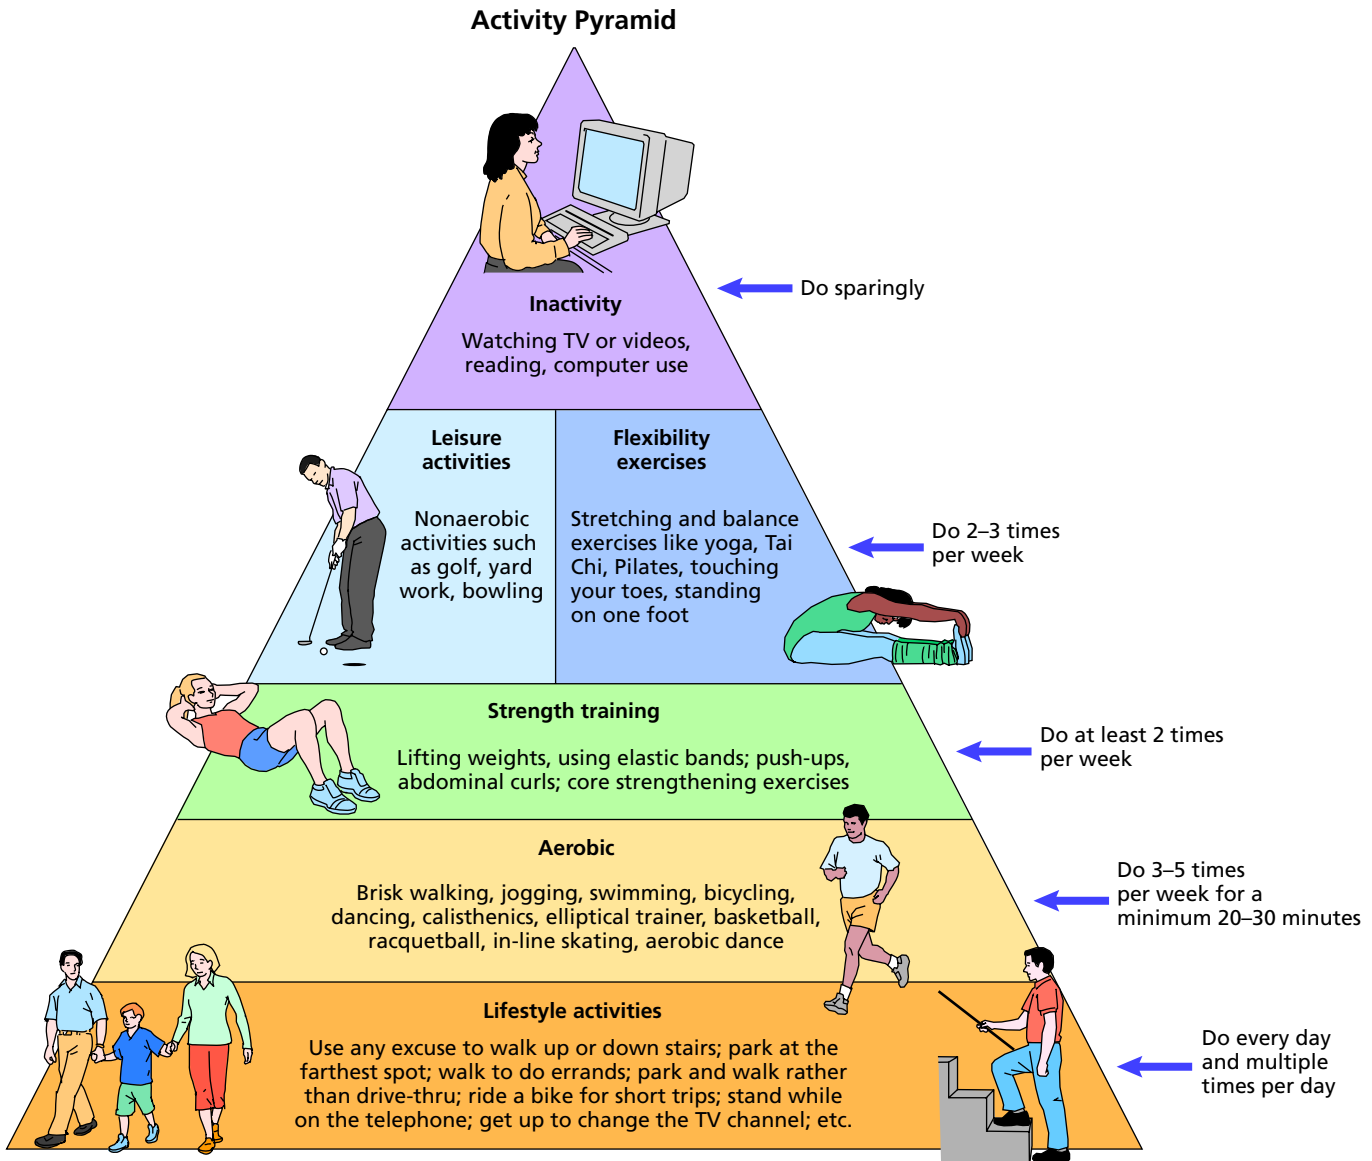 Activity Pyramid
Inactivity
Watching TV or videos,
reading, computer use
Do sparingly
Leisure
activities
Nonaerobic
activities such
as golf, yard
work, bowling
Flexibility
exercises
Stretching and balance
exercises like yoga, Tai
Chi, Pilates, touching
your toes, standing
on one foot
Do 2–3 times
per week
Strength training
Lifting weights, using elastic bands; push-ups,
abdominal curls; core strengthening exercises
Do at least 2 times
per week
Aerobic
Brisk walking, jogging, swimming, bicycling,
dancing, calisthenics, elliptical trainer, basketball,
racquetball, in-line skating, aerobic dance
Do 3–5 times
per week for a
minimum 20–30 minutes
Lifestyle activities
Use any excuse to walk up or down stairs; park at the
farthest spot; walk to do errands; park and walk rather
than drive-thru; ride a bike for short trips; stand while
on the telephone; get up to change the TV channel; etc.
Do every day
and multiple
times per day